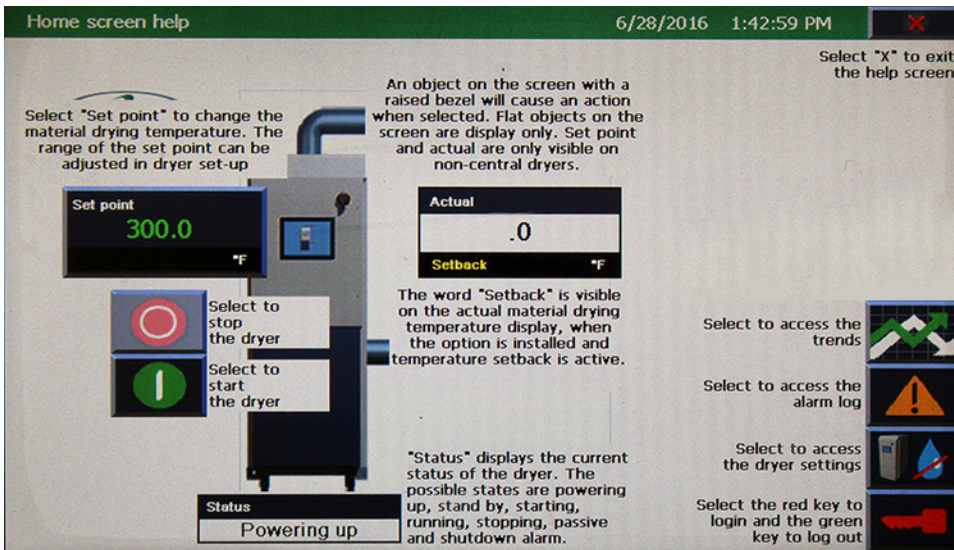 Home screen help
6/28/2016 1:42:59 PM
X
Select "X" to exit
the help screen
An object on the screen with a
raised bezel will cause an action
when selected. Flat objects on the
screen are display only. Set point
and actual are only visible on
non-central dryers.
Select "Set point" to change the
material drying temperature. The
range of the set point can be
adjusted in dryer set-up
Set point
300.0
°F
Actual
.0
Setback °F
Select to
stop
the dryer
Select to
start
the dryer
The word "Setback" is visible
on the actual material drying
temperature display, when
the option is installed and
temperature setback is active.
Select to access the
trends
Select to access the
alarm log
Select to access
the dryer settings
Select the red key to
login and the green
key to log out
"Status" displays the current
status of the dryer. The
possible states are powering
up, stand by, starting,
running, stopping, passive
and shutdown alarm.
Status
Powering up